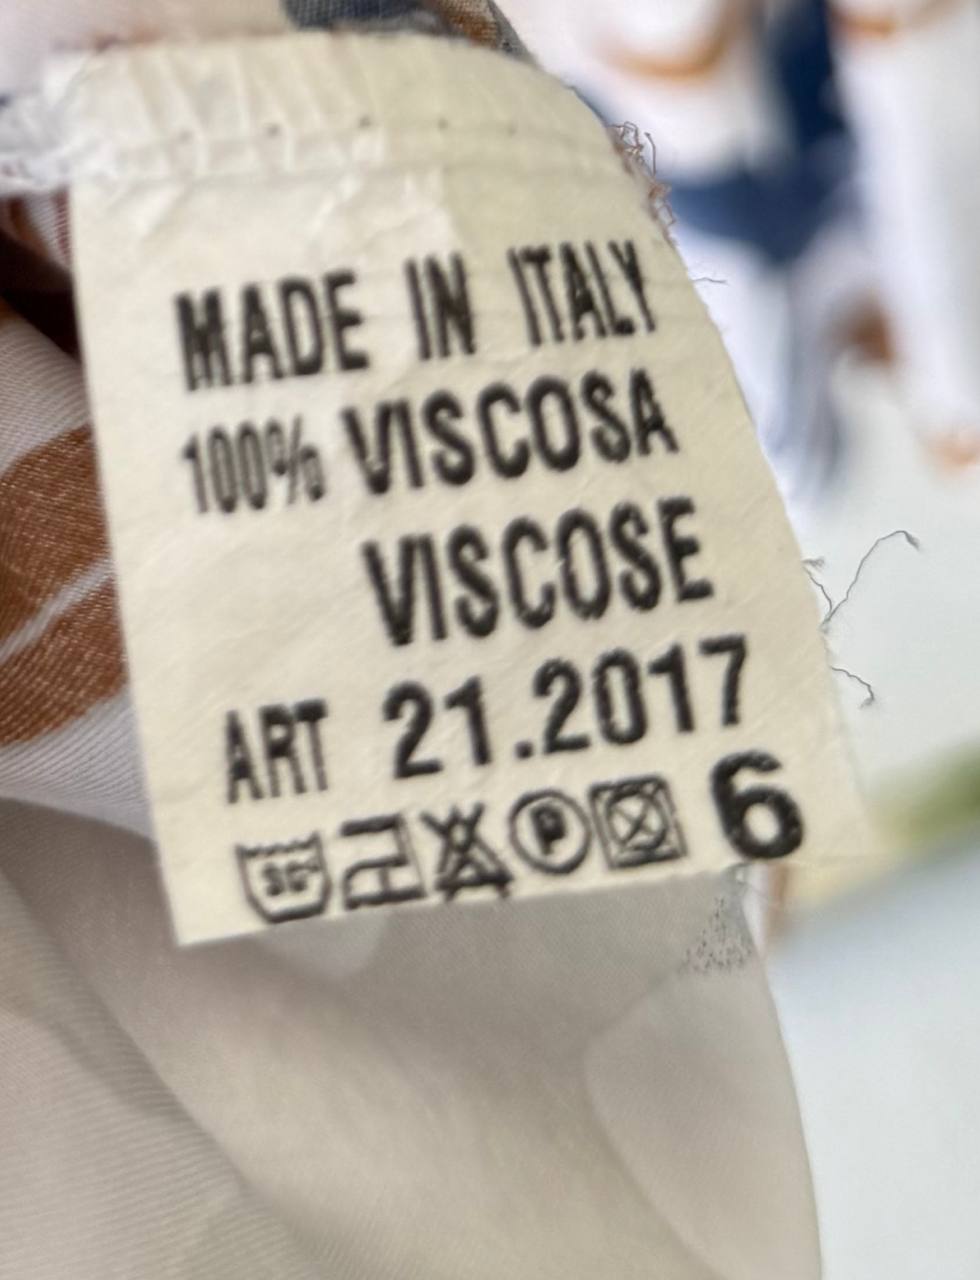 MADE IN ITALY
100% VISCOSA
VISCOSE
ART 21.2017
P 6